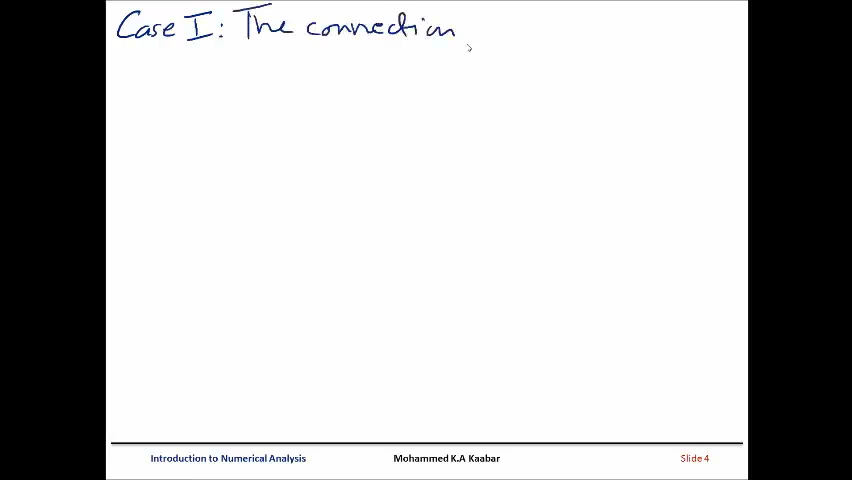 Case I: The connection
Introduction to Numerical Analysis
Mohammed K.A Kaabar
Slide 4